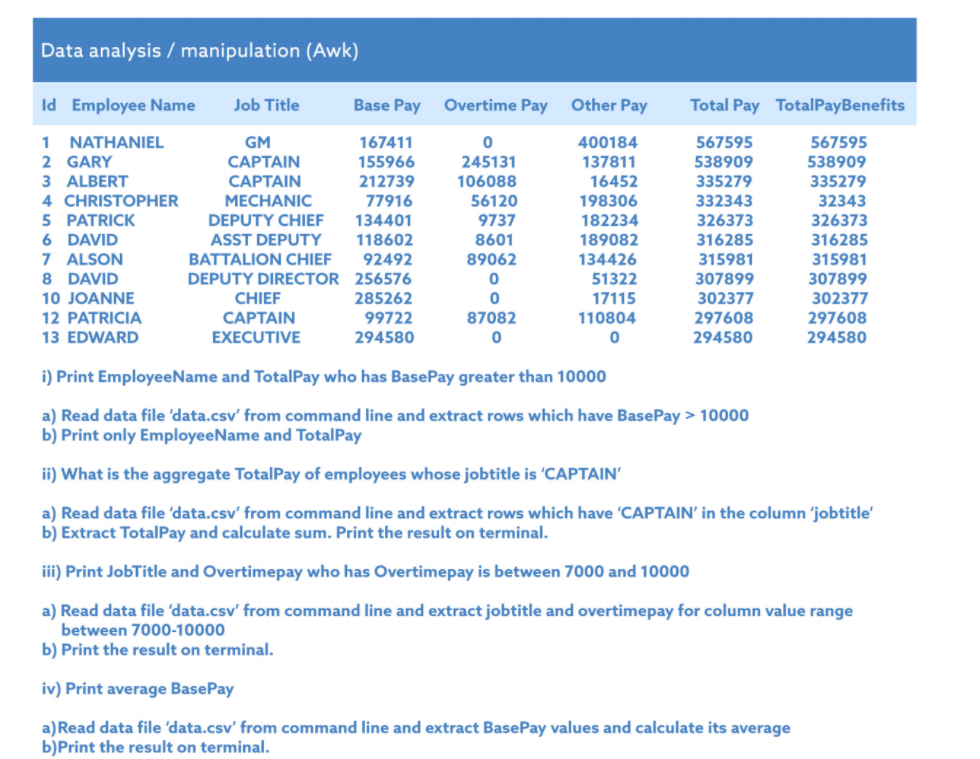 Data analysis / manipulation (Awk)
Id Employee Name Job Title Base Pay Overtime Pay Other Pay Total Pay TotalPayBenefits
1 NATHANIEL GM 167411 0 400184 567595 567595
2 GARY CAPTAIN 155966 245131 137811 538909 538909
3 ALBERT CAPTAIN 212739 106088 16452 335279 335279
4 CHRISTOPHER MECHANIC 77916 56120 198306 332343 32343
5 PATRICK DEPUTY CHIEF 134401 9737 182234 326373 326373
6 DAVID ASST DEPUTY 118602 8601 189082 316285 316285
7 ALSON BATTALION CHIEF 92492 89062 134426 315981 315981
8 DAVID DEPUTY DIRECTOR 256576 0 51322 307899 307899
10 JOANNE CHIEF 285262 0 17115 302377 302377
12 PATRICIA CAPTAIN 99722 87082 110804 297608 297608
13 EDWARD EXECUTIVE 294580 0 0 294580 294580
i) Print EmployeeName and TotalPay who has BasePay greater than 10000
a) Read data file ‘data.csv’ from command line and extract rows which have BasePay > 10000
b) Print only EmployeeName and TotalPay
ii) What is the aggregate TotalPay of employees whose jobtitle is ‘CAPTAIN’
a) Read data file ‘data.csv’ from command line and extract rows which have ‘CAPTAIN’ in the column ‘jobtitle’
b) Extract TotalPay and calculate sum. Print the result on terminal.
iii) Print JobTitle and Overtimepay who has Overtimepay is between 7000 and 10000
a) Read data file ‘data.csv’ from command line and extract jobtitle and overtimepay for column value range
between 7000-10000
b) Print the result on terminal.
iv) Print average BasePay
a)Read data file ‘data.csv’ from command line and extract BasePay values and calculate its average
b)Print the result on terminal.